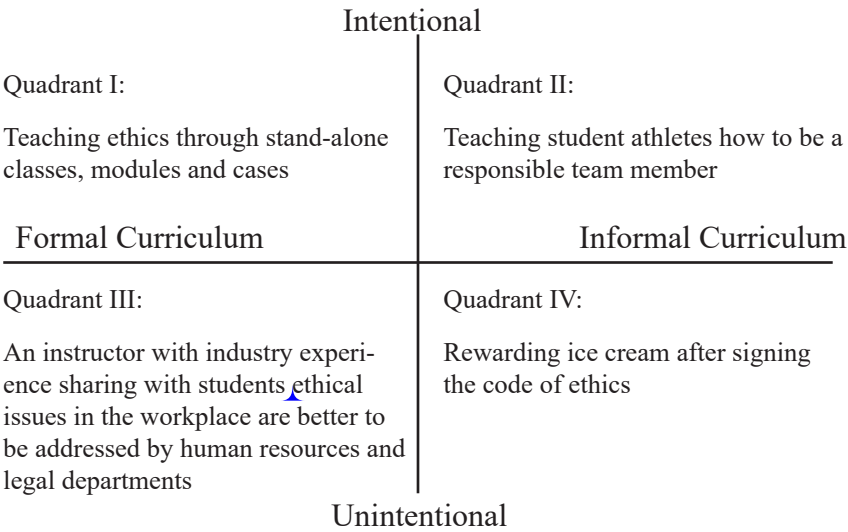 Intentional
Quadrant I:
Teaching ethics through stand-alone
classes, modules and cases
Quadrant II:
Teaching student athletes how to be a
responsible team member
Formal Curriculum
Informal Curriculum
Quadrant III:
An instructor with industry experi-
ence sharing with students ethical
issues in the workplace are better to
be addressed by human resources and
legal departments
Quadrant IV:
Rewarding ice cream after signing
the code of ethics
Unintentional